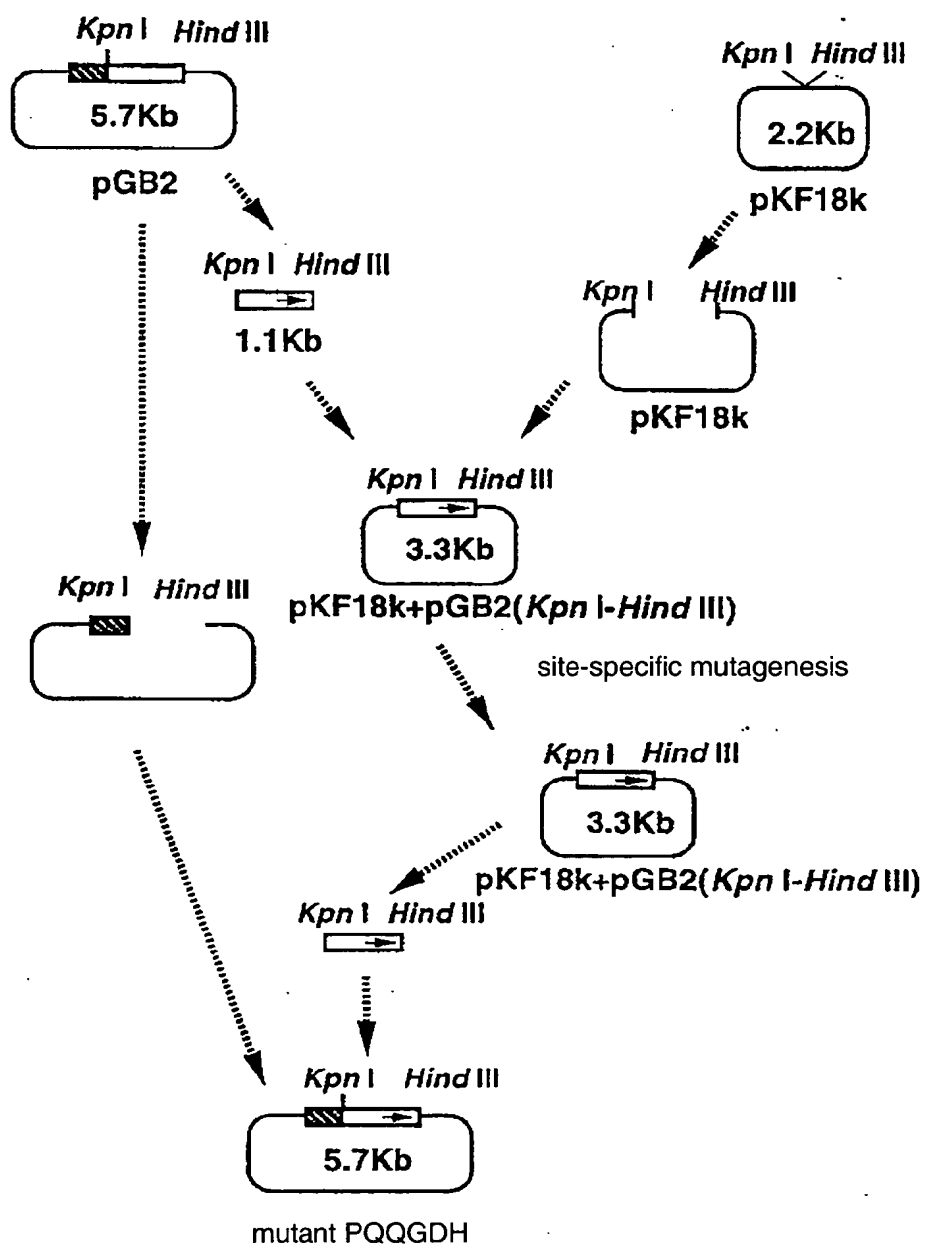 Kpn I Hind III
5.7Kb
pGB2
Kpn I Hind III
2.2Kb
pKF18k
Kpn I Hind III
1.1Kb
Kpn I Hind III
pKF18k
Kpn I Hind III
3.3Kb
pKF18k+pGB2(Kpn I-Hind III)
Kpn I Hind III
site-specific mutagenesis
Kpn I Hind III
3.3Kb
pKF18k+pGB2(Kpn I-Hind III)
Kpn I Hind III
Kpn I Hind III
5.7Kb
mutant PQQGDH